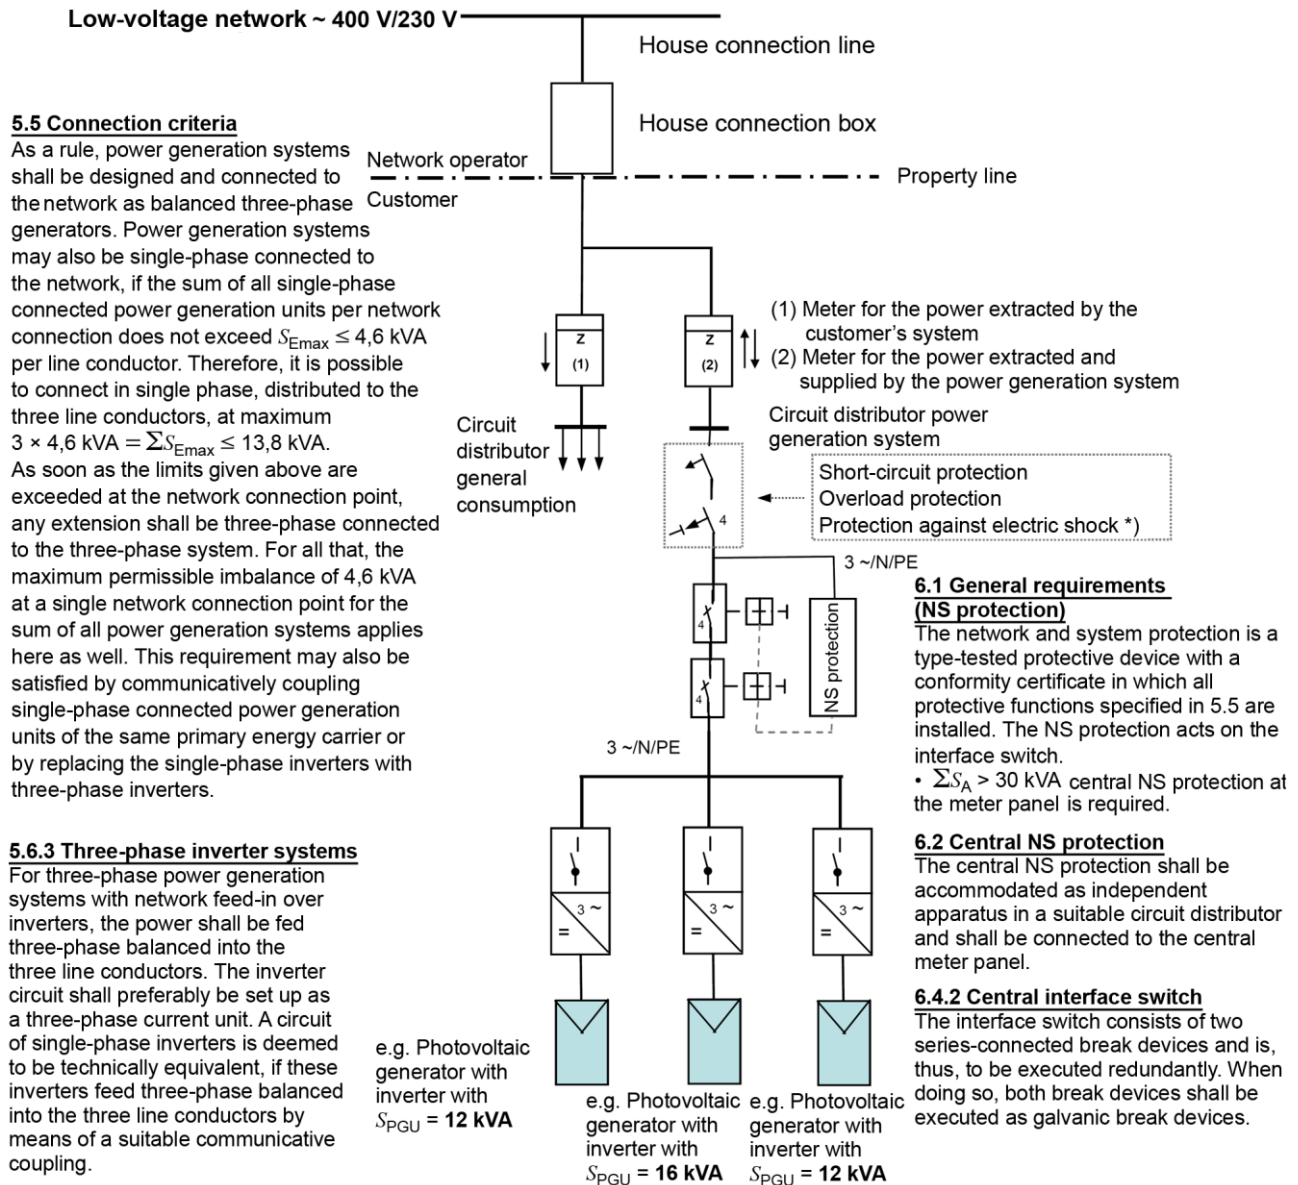 Low-voltage network ~ 400 V/230 V
House connection line
House connection box
5.5 Connection criteria
As a rule, power generation systems
shall be designed and connected to
the network as balanced three-phase
generators. Power generation systems
may also be single-phase connected to
the network, if the sum of all single-phase
connected power generation units per network
connection does not exceed S_Emax ≤ 4,6 kVA
per line conductor. Therefore, it is possible
to connect in single phase, distributed to the
three line conductors, at maximum
3 × 4,6 kVA = ΣS_Emax ≤ 13,8 kVA.
As soon as the limits given above are
exceeded at the network connection point,
any extension shall be three-phase connected
to the three-phase system. For all that, the
maximum permissible imbalance of 4,6 kVA
at a single network connection point for the
sum of all power generation systems applies
here as well. This requirement may also be
satisfied by communicatively coupling
single-phase connected power generation
units of the same primary energy carrier or
by replacing the single-phase inverters with
three-phase inverters.
5.6.3 Three-phase inverter systems
For three-phase power generation
systems with network feed-in over
inverters, the power shall be fed
three-phase balanced into the
three line conductors. The inverter
circuit shall preferably be set up as
a three-phase current unit. A circuit
of single-phase inverters is deemed
to be technically equivalent, if these
inverters feed three-phase balanced
into the three line conductors by
means of a suitable communicative
coupling.
Network operator
Customer
Property line
Z
(1)
Z
(2)
(1) Meter for the power extracted by the
customer's system
(2) Meter for the power extracted and
supplied by the power generation system
Circuit
distributor
general
consumption
Circuit distributor power
generation system
Short-circuit protection
Overload protection
Protection against electric shock *)
4
3 ~/N/PE
4
4
NS protection
3 ~/N/PE
3 ~
=
3 ~
=
3 ~
=
e.g. Photovoltaic
generator with
inverter with
S_PGU = 12 kVA
e.g. Photovoltaic
generator with
inverter with
S_PGU = 16 kVA
e.g. Photovoltaic
generator with
inverter with
S_PGU = 12 kVA
6.1 General requirements
(NS protection)
The network and system protection is a
type-tested protective device with a
conformity certificate in which all
protective functions specified in 5.5 are
installed. The NS protection acts on the
interface switch.
• ΣS_A > 30 kVA central NS protection at
the meter panel is required.
6.2 Central NS protection
The central NS protection shall be
accommodated as independent
apparatus in a suitable circuit distributor
and shall be connected to the central
meter panel.
6.4.2 Central interface switch
The interface switch consists of two
series-connected break devices and is,
thus, to be executed redundantly. When
doing so, both break devices shall be
executed as galvanic break devices.